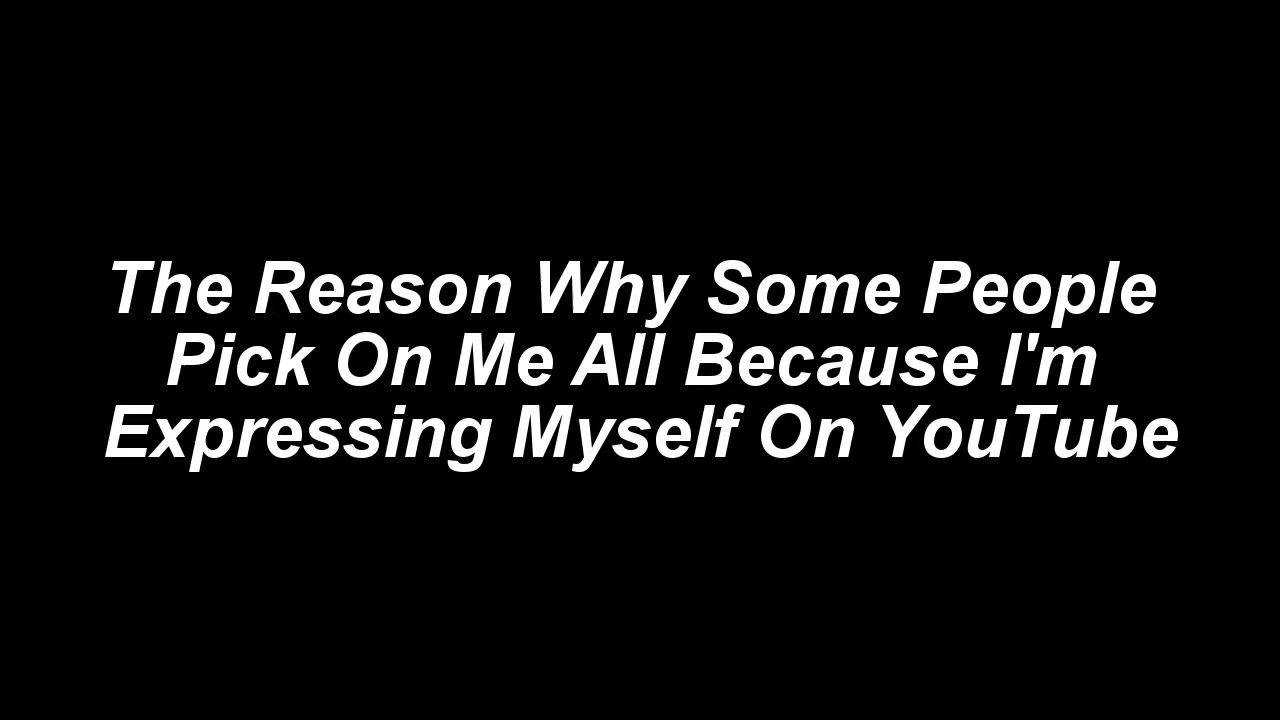 The Reason Why Some People
Pick On Me All Because I'm
Expressing Myself On YouTube